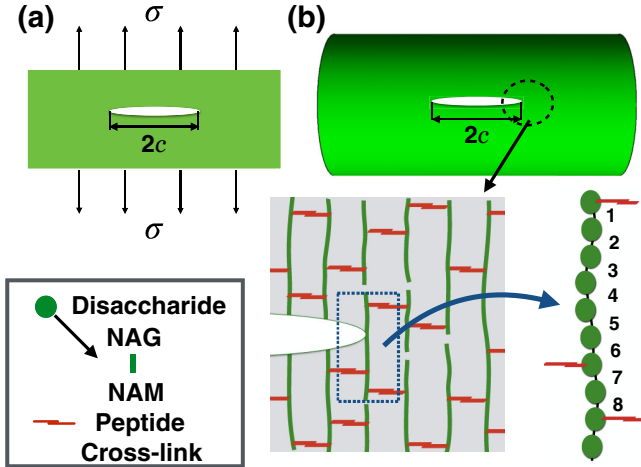 (a)
σ
2c
σ
(b)
2c
Disaccharide
NAG
NAM
Peptide
Cross-link
1
2
3
4
5
6
7
8